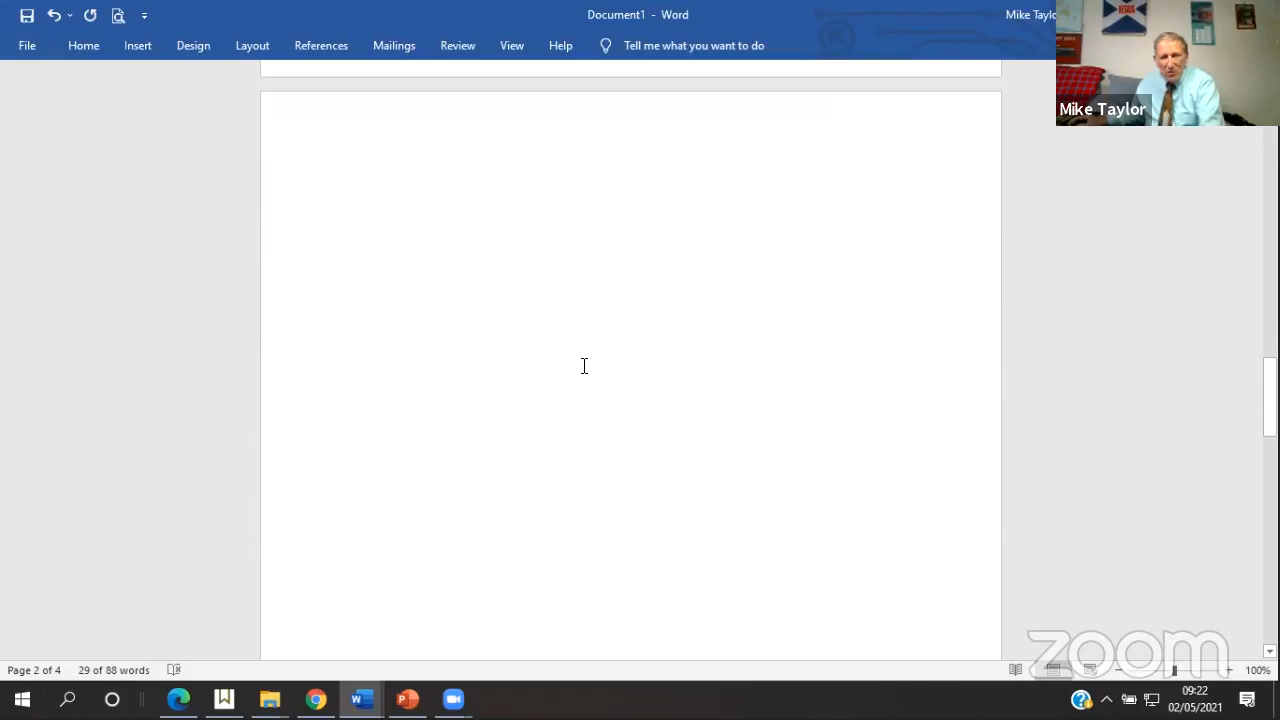 Document1 - Word
Mike Taylo
File Home Insert Design Layout References Mailings Review View Help Tell me what you want to do
Mike Taylor
zoom
Page 2 of 4 29 of 88 words
100%
09:22
02/05/2021